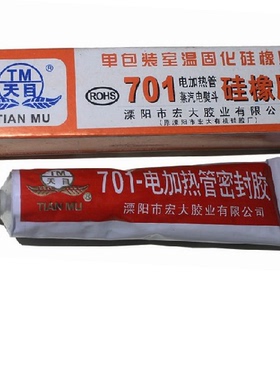 TM
天目
TIAN MU
单包装室温固化硅橡
ROHS
701
电加热管
蒸汽电熨斗
硅橡
溧阳市宏大胶业有限公司
TM
天目
TIAN MU
701-电加热管密封胶
溧阳市宏大胶业有限公司